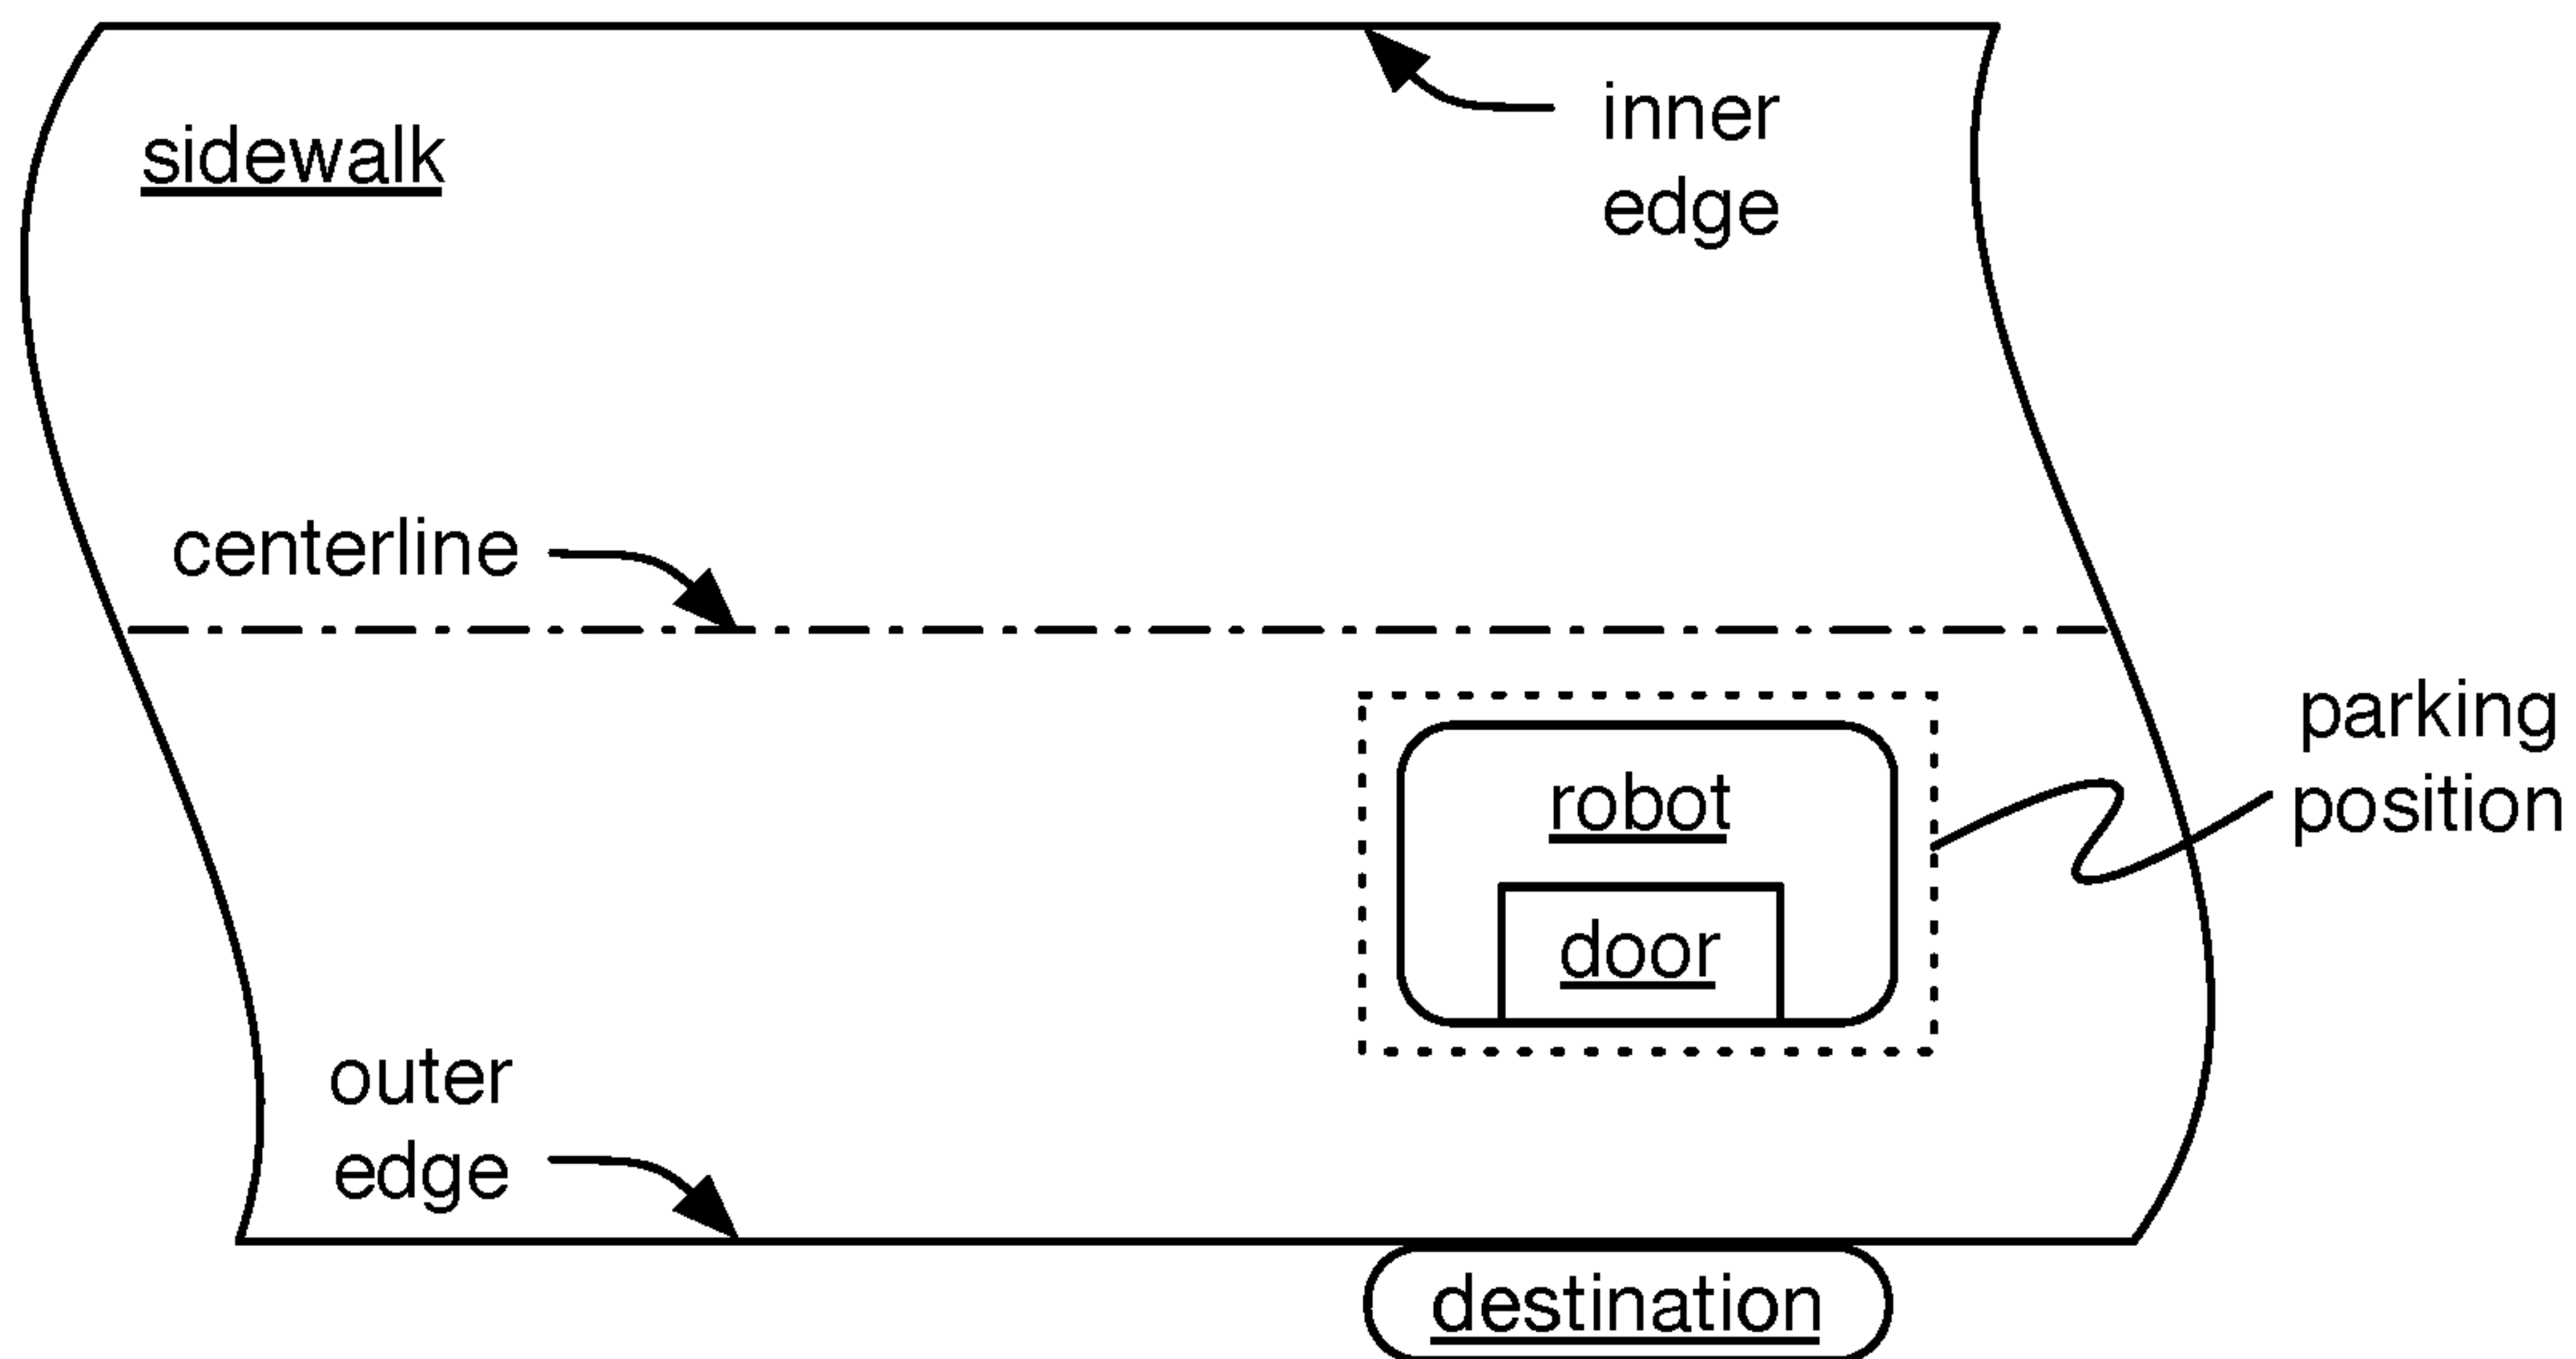 sidewalk
inner
edge
centerline
parking
position
robot
door
outer
edge
destination